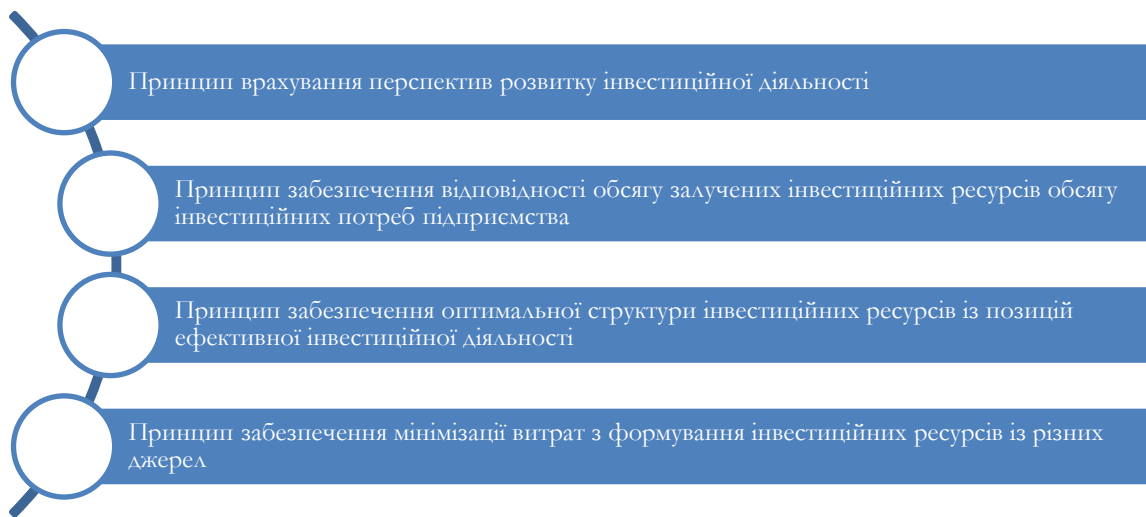 Принцип врахування перспектив розвитку інвестиційної діяльності
Принцип забезпечення відповідності обсягу залучених інвестиційних ресурсів обсягу
інвестиційних потреб підприємства
Принцип забезпечення оптимальної структури інвестиційних ресурсів із позицій
ефективної інвестиційної діяльності
Принцип забезпечення мінімізації витрат з формування інвестиційних ресурсів із різних
джерел